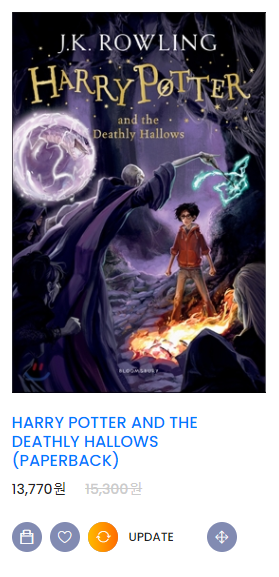 J.K. ROWLING
HARRY POTTER
and the
Deathly Hallows
BLOOMSBURY
HARRY POTTER AND THE
DEATHLY HALLOWS
(PAPERBACK)
13,770원 15,300원
UPDATE